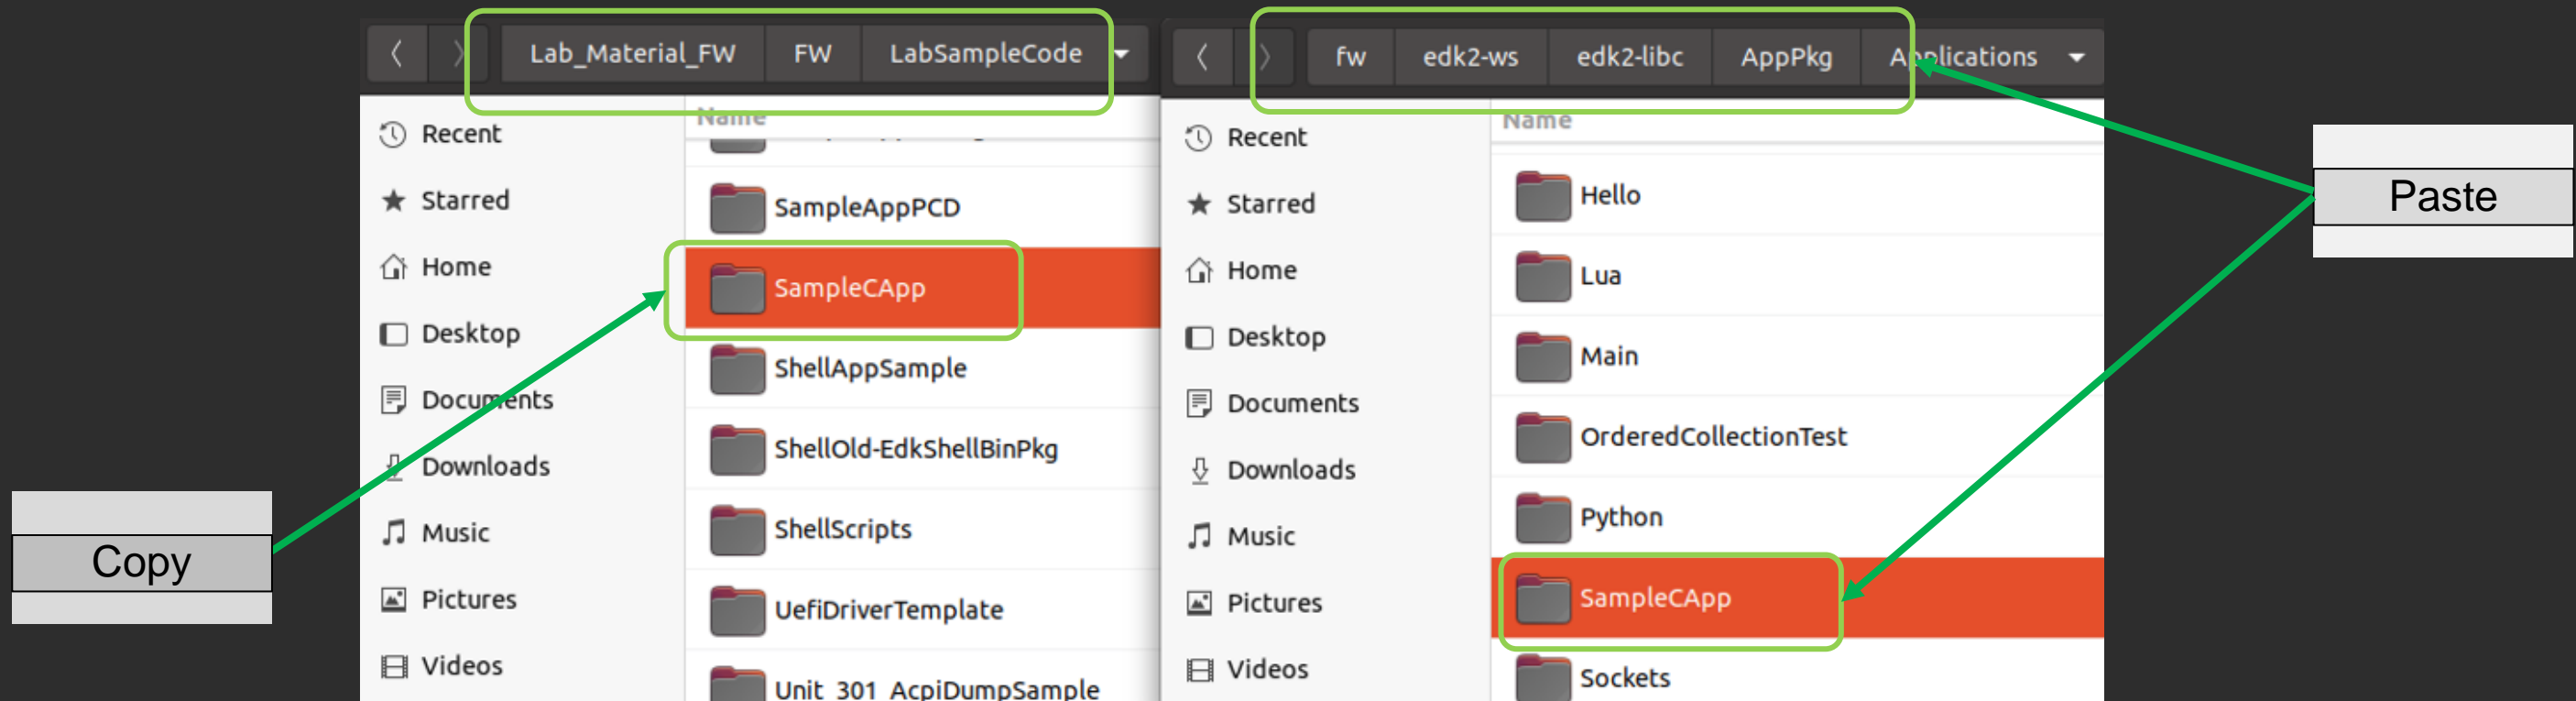 Lab_Material_FW FW LabSampleCode
Name
Recent
Starred
Home
Desktop
Documents
Downloads
Music
Pictures
Videos
SampleAppPCD
SampleCApp
ShellAppSample
ShellOld-EdkShellBinPkg
ShellScripts
UefiDriverTemplate
Unit_301_AcpiDumpSample
fw edk2-ws edk2-libc AppPkg Applications
Name
Recent
Starred
Home
Desktop
Documents
Downloads
Music
Pictures
Videos
Hello
Lua
Main
OrderedCollectionTest
Python
SampleCApp
Sockets
Copy
Paste